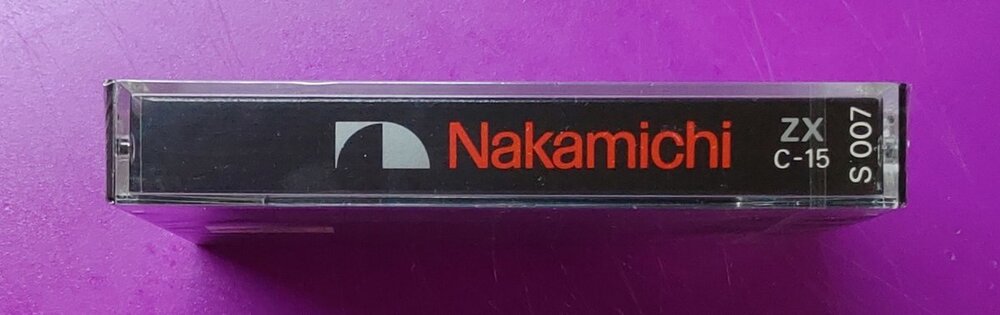 Nakamichi
ZX
C-15
S 007